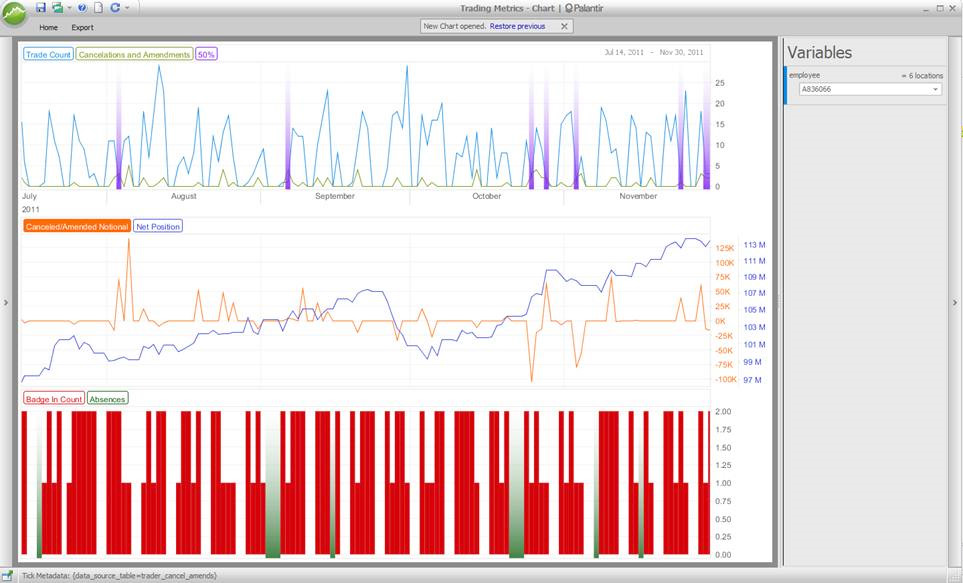 Trading Metrics - Chart | Palantir
Home Export
New Chart opened. Restore previous
Trade Count Cancelations and Amendments 50%
Jul 14, 2011 - Nov 30, 2011
25
20
15
10
5
0
July August September October November
2011
Canceled/Amended Notional Net Position
125K 113 M
100K 111 M
75K 109 M
50K 107 M
25K 105 M
0K 103 M
-25K 101 M
-50K
-75K 99 M
-100K 97 M
Badge In Count Absences
2.00
1.75
1.50
1.25
1.00
0.75
0.50
0.25
0.00
Variables
employee = 6 locations
A836066
Tick Metadata: {data_source_table=trader_cancel_amends}